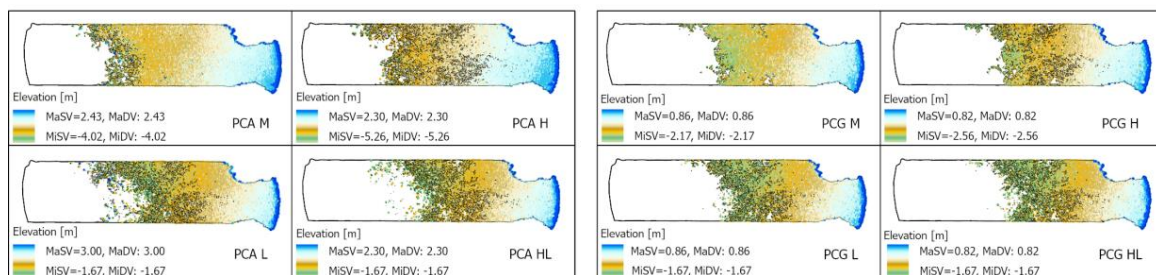 Elevation [m]
MaSV=2.43, MaDV: 2.43
MiSV=-4.02, MiDV: -4.02
PCA M
Elevation [m]
MaSV=2.30, MaDV: 2.30
MiSV=-5.26, MiDV: -5.26
PCA H
Elevation [m]
MaSV=0.86, MaDV: 0.86
MiSV=-2.17, MiDV: -2.17
PCG M
Elevation [m]
MaSV=0.82, MaDV: 0.82
MiSV=-2.56, MiDV: -2.56
PCG H
Elevation [m]
MaSV=3.00, MaDV: 3.00
MiSV=-1.67, MiDV: -1.67
PCA L
Elevation [m]
MaSV=2.30, MaDV: 2.30
MiSV=-1.67, MiDV: -1.67
PCA HL
Elevation [m]
MaSV=0.86, MaDV: 0.86
MiSV=-1.67, MiDV: -1.67
PCG L
Elevation [m]
MaSV=0.82, MaDV: 0.82
MiSV=-1.67, MiDV: -1.67
PCG HL